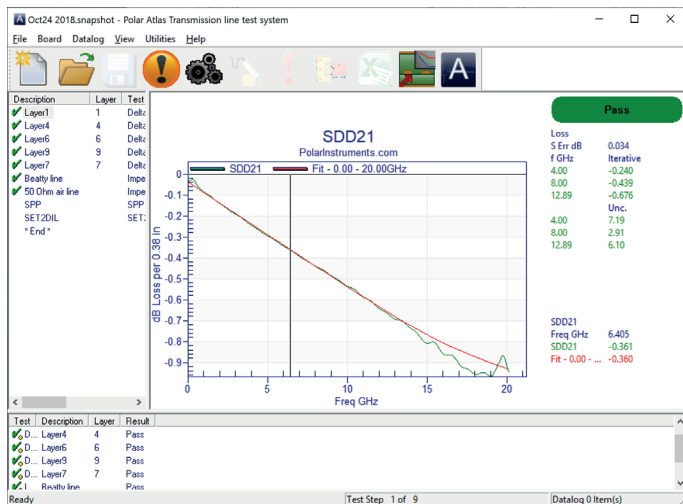 Oct24 2018.snapshot - Polar Atlas Transmission line test system
File Board Datalog View Utilities Help
Description Layer Test
Layer1 1 Delta
Layer4 4 Delta
Layer6 6 Delta
Layer9 9 Delta
Layer7 7 Delta
Beatty line Impe
50 Ohm air line Impe
SPP SPP
SET2DIL SET2
* End *
SDD21
PolarInstruments.com
SDD21 Fit - 0.00 - 20.00GHz
dB Loss per 0.38 in
0
-0.1
-0.2
-0.3
-0.4
-0.5
-0.6
-0.7
-0.8
-0.9
0 5 10 15 20
Freq GHz
Pass
Loss
S Err dB 0.034
f GHz Iterative
4.00 -0.240
8.00 -0.439
12.89 -0.676
Unc.
4.00 7.19
8.00 2.91
12.89 6.10
SDD21
Freq GHz 6.405
SDD21 -0.361
Fit - 0.00 - ... -0.360
Test Description Layer Result
D... Layer4 4 Pass
D... Layer6 6 Pass
D... Layer9 9 Pass
D... Layer7 7 Pass
I... Beatty line Pass
Ready Test Step 1 of 9 Datalog 0 Item(s)